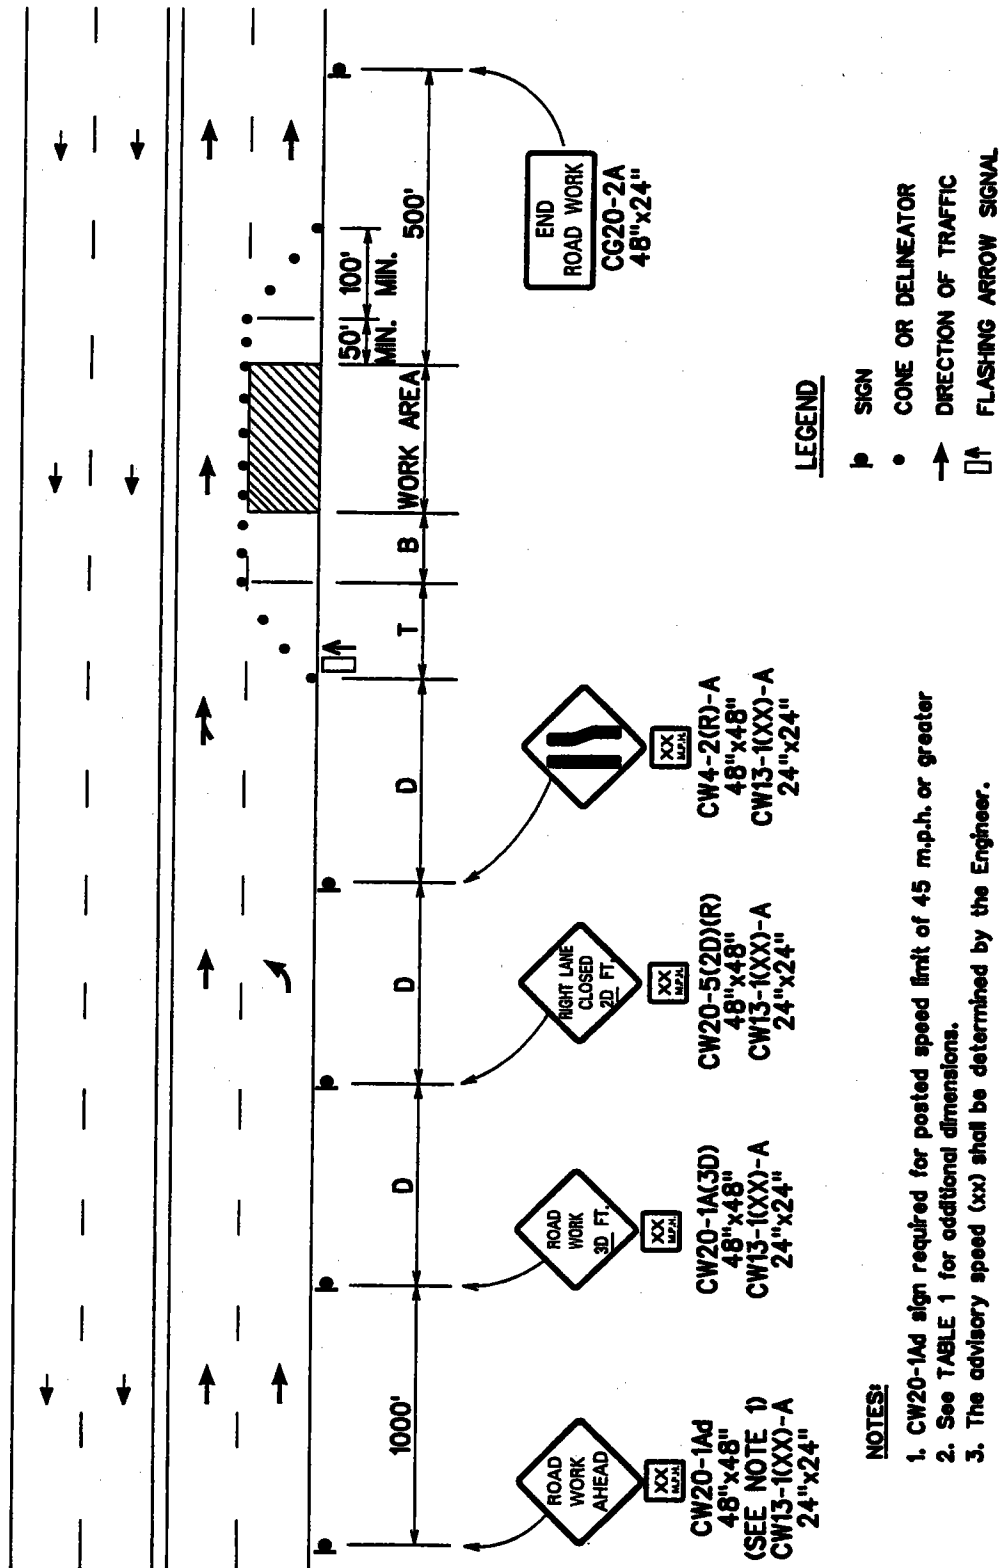 1000'
D
D
D
T
B
WORK AREA
50'
MIN.
100'
MIN.
500'
ROAD
WORK
AHEAD
XX
M.P.H.
CW20-1Ad
48"x48"
(SEE NOTE 1)
CW13-1(XX)-A
24"x24"
ROAD
WORK
3D FT.
XX
M.P.H.
CW20-1A(3D)
48"x48"
CW13-1(XX)-A
24"x24"
RIGHT LANE
CLOSED
2D FT.
XX
M.P.H.
CW20-5(2D)(R)
48"x48"
CW13-1(XX)-A
24"x24"
XX
M.P.H.
CW4-2(R)-A
48"x48"
CW13-1(XX)-A
24"x24"
END
ROAD WORK
CG20-2A
48"x24"
NOTES:
1. CW20-1Ad sign required for posted speed limit of 45 m.p.h. or greater
2. See TABLE 1 for additional dimensions.
3. The advisory speed (xx) shall be determined by the Engineer.
LEGEND
SIGN
CONE OR DELINEATOR
DIRECTION OF TRAFFIC
FLASHING ARROW SIGNAL